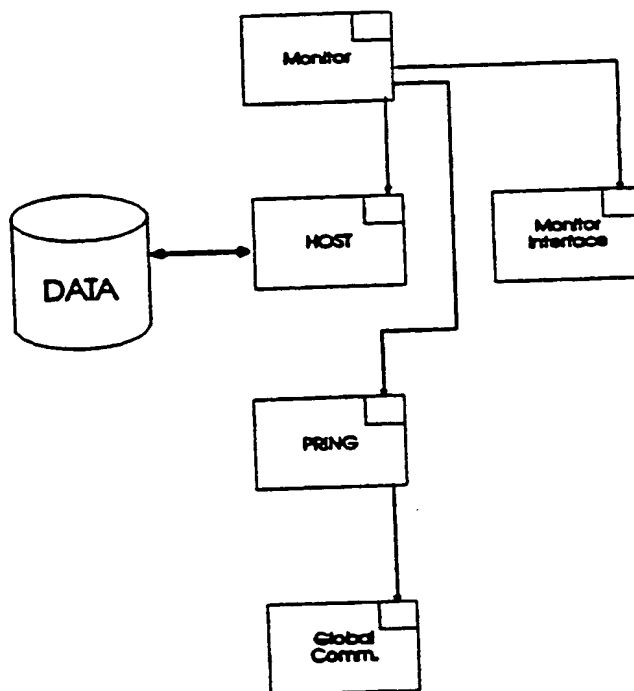 Monitor
HOST
Monitor
Interface
DATA
PRING
Global
Comm.